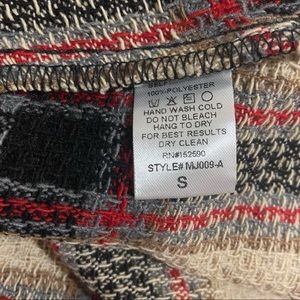 SELF
100% POLYESTER
HAND WASH COLD
DO NOT BLEACH
HANG TO DRY
FOR BEST RESULTS
DRY CLEAN
RN#152590
STYLE# MJ009-A
S